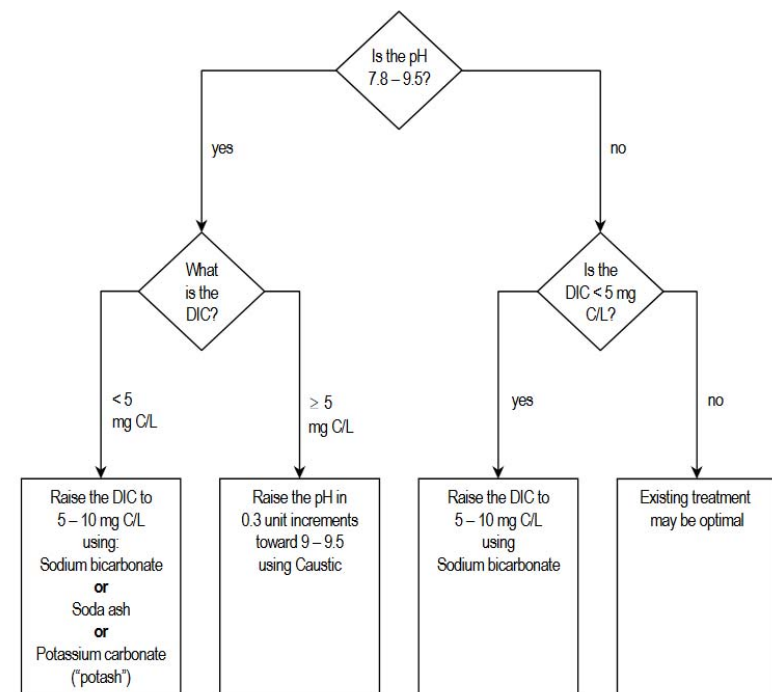 Is the pH
7.8 – 9.5?
yes
no
What
is the
DIC?
Is the
DIC < 5 mg
C/L?
< 5
mg C/L
≥ 5
mg C/L
yes
no
Raise the DIC to
5 – 10 mg C/L
using:
Sodium bicarbonate
or
Soda ash
or
Potassium carbonate
("potash")
Raise the pH in
0.3 unit increments
toward 9 – 9.5
using Caustic
Raise the DIC to
5 – 10 mg C/L
using
Sodium bicarbonate
Existing treatment
may be optimal